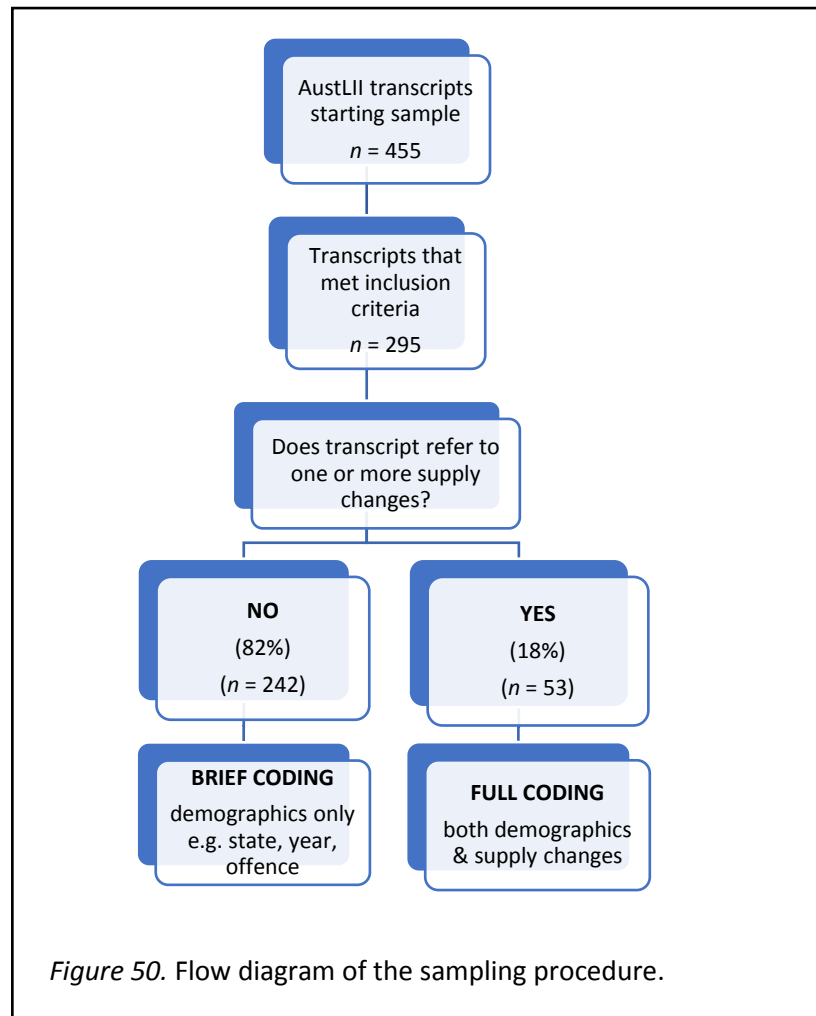 AustLII transcripts
starting sample
n = 455
Transcripts that
met inclusion
criteria
n = 295
Does transcript refer to
one or more supply
changes?
NO
(82%)
(n = 242)
YES
(18%)
(n = 53)
BRIEF CODING
demographics only
e.g. state, year,
offence
FULL CODING
both demographics
& supply changes
Figure 50. Flow diagram of the sampling procedure.